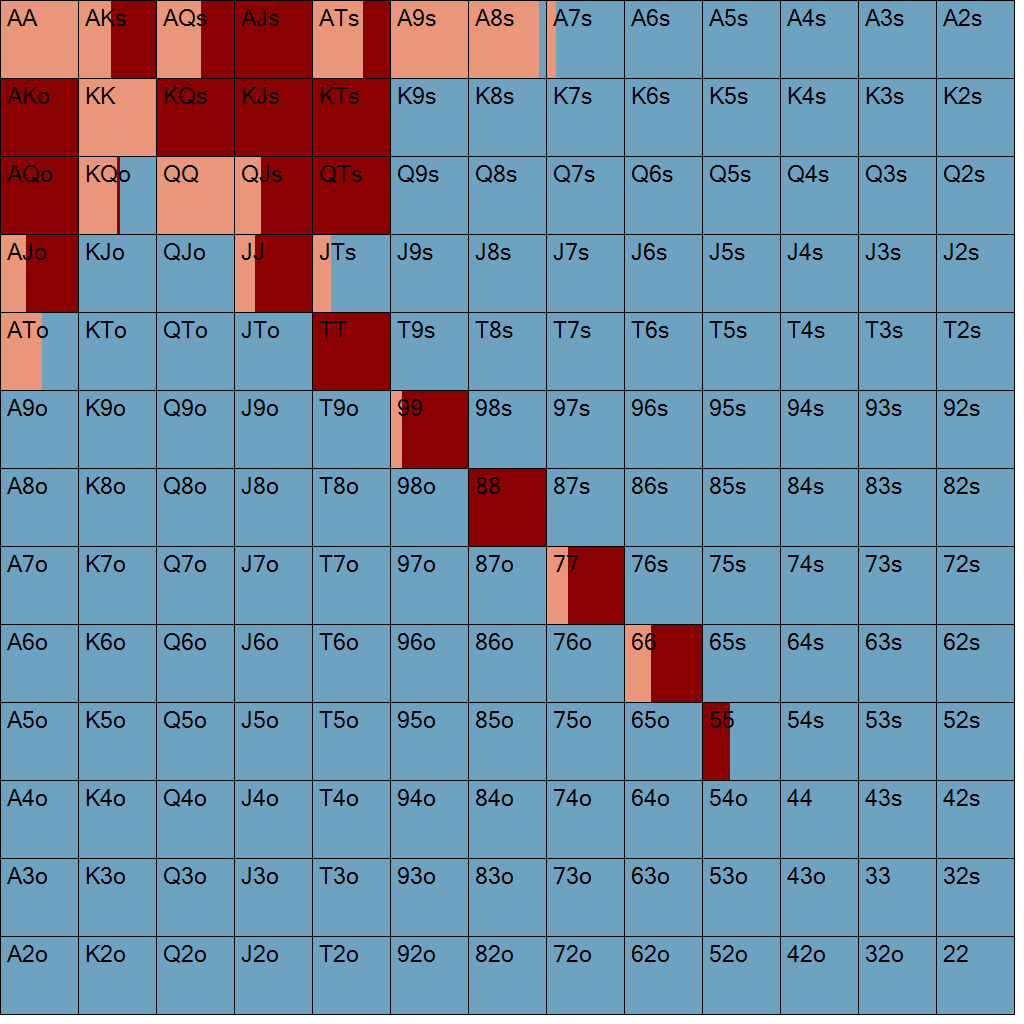 AA AKs AQs AJs ATs A9s A8s A7s A6s A5s A4s A3s A2s
AKo KK KQs KJs KTs K9s K8s K7s K6s K5s K4s K3s K2s
AQo KQo QQ QJs QTs Q9s Q8s Q7s Q6s Q5s Q4s Q3s Q2s
AJo KJo QJo JJ JTs J9s J8s J7s J6s J5s J4s J3s J2s
ATo KTo QTo JTo TT T9s T8s T7s T6s T5s T4s T3s T2s
A9o K9o Q9o J9o T9o 99 98s 97s 96s 95s 94s 93s 92s
A8o K8o Q8o J8o T8o 98o 88 87s 86s 85s 84s 83s 82s
A7o K7o Q7o J7o T7o 97o 87o 77 76s 75s 74s 73s 72s
A6o K6o Q6o J6o T6o 96o 86o 76o 66 65s 64s 63s 62s
A5o K5o Q5o J5o T5o 95o 85o 75o 65o 55 54s 53s 52s
A4o K4o Q4o J4o T4o 94o 84o 74o 64o 54o 44 43s 42s
A3o K3o Q3o J3o T3o 93o 83o 73o 63o 53o 43o 33 32s
A2o K2o Q2o J2o T2o 92o 82o 72o 62o 52o 42o 32o 22